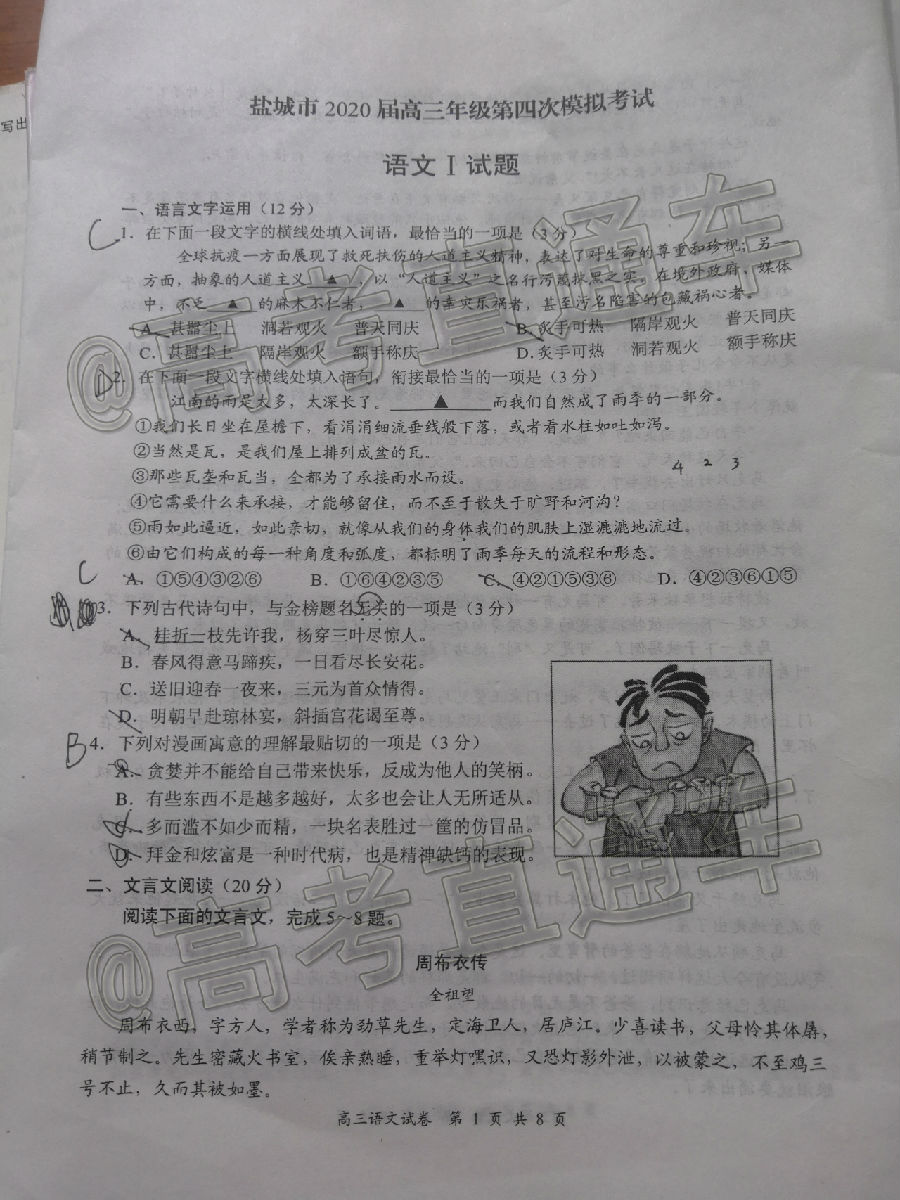 写出
盐城市 2020 届高三年级第四次模拟考试
语文 I 试题
一、语言文字运用（12 分）
C
1．在下面一段文字的横线处填入词语，最恰当的一项是（3 分）
全球抗疫一方面展现了救死扶伤的人道主义精神，表达了对生命的尊重和珍视；另一
方面，抽象的人道主义 ▲ ，以“人道主义”之名行污蔑抹黑之实，在境外政府、媒体
中，不乏 ▲ 的麻木不仁者， ▲ 的幸灾乐祸者，甚至污名陷害的包藏祸心者。
A．甚嚣尘上 洞若观火 普天同庆 B．炙手可热 隔岸观火 普天同庆
C．甚嚣尘上 隔岸观火 额手称庆 D．炙手可热 洞若观火 额手称庆
D
2．在下面一段文字横线处填入语句，衔接最恰当的一项是（3 分）
江南的雨是太多，太深长了。 ▲ 而我们自然成了雨季的一部分。
①我们长日坐在屋檐下，看涓涓细流垂线般下落，或者看水柱如吐如泻。
②当然是瓦，是我们屋上排列成盆的瓦。
③那些瓦垄和瓦当，全都为了承接雨水而设。
4 2 3
④它需要什么来承接，才能够留住，而不至于散失于旷野和河沟？
⑤雨如此逼近，如此亲切，就像从我们的身体我们的肌肤上湿漉漉地流过。
⑥由它们构成的每一种角度和弧度，都标明了雨季每天的流程和形态。
A．①⑤④③②⑥ B．①⑥④②③⑤ C．④②①⑤③⑥ D．④②③⑥①⑤
C
3．下列古代诗句中，与金榜题名无关的一项是（3 分）
A．桂折一枝先许我，杨穿三叶尽惊人。
B．春风得意马蹄疾，一日看尽长安花。
C．送旧迎春一夜来，三元为首众情得。
D．明朝早赴琼林宴，斜插宫花谒至尊。
B
4．下列对漫画寓意的理解最贴切的一项是（3 分）
A．贪婪并不能给自己带来快乐，反成为他人的笑柄。
B．有些东西不是越多越好，太多也会让人无所适从。
C．多而滥不如少而精，一块名表胜过一筐的仿冒品。
D．拜金和炫富是一种时代病，也是精神缺钙的表现。
二、文言文阅读（20 分）
阅读下面的文言文，完成 5～8 题。
周布衣传
全祖望
周布衣西，字方人，学者称为劲草先生，定海卫人，居庐江。少喜读书，父母怜其体孱，
稍节制之。先生密藏火书室，俟亲熟睡，重举灯嘿识，又恐灯影外泄，以被蒙之，不至鸡三
号不止，久而其被如墨。
高三语文试卷 第 1 页 共 8 页
@高考直通车
@高考直通车